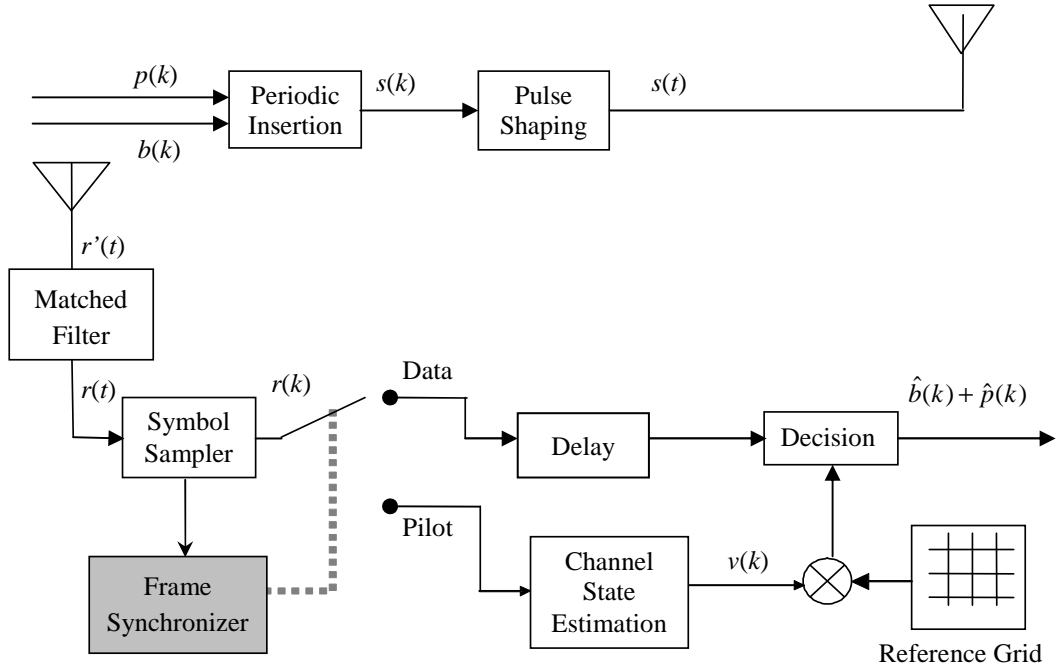 p(k)
b(k)
Periodic
Insertion
s(k)
Pulse
Shaping
s(t)
r’(t)
Matched
Filter
r(t)
Symbol
Sampler
r(k)
Frame
Synchronizer
Data
Pilot
Delay
Decision
b̂(k) + p̂(k)
Channel
State
Estimation
v(k)
Reference Grid